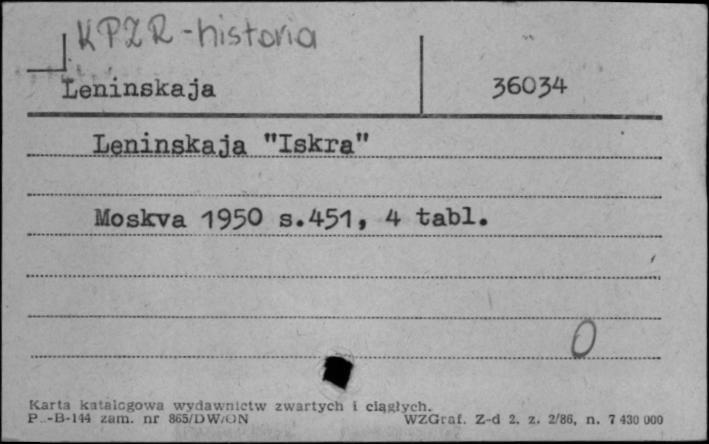 KPZR - historia
Leninskaja 36034
Leninskaja "Iskra"
Moskva 1950 s.451, 4 tabl.
0
Karta katalogowa wydawnictw zwartych i ciągłych.
P..-B-144 zam. nr 865/DW/ON WZGraf. Z-d 2, z. 2/86, n. 7 430 000